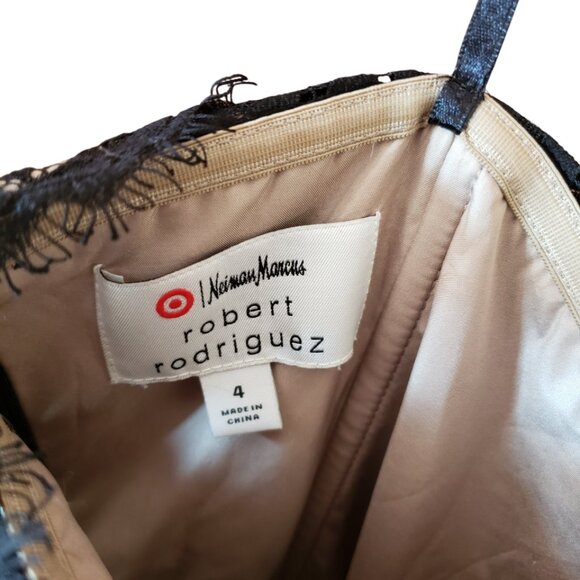 | Neiman Marcus
robert
rodriguez
4
MADE IN
CHINA